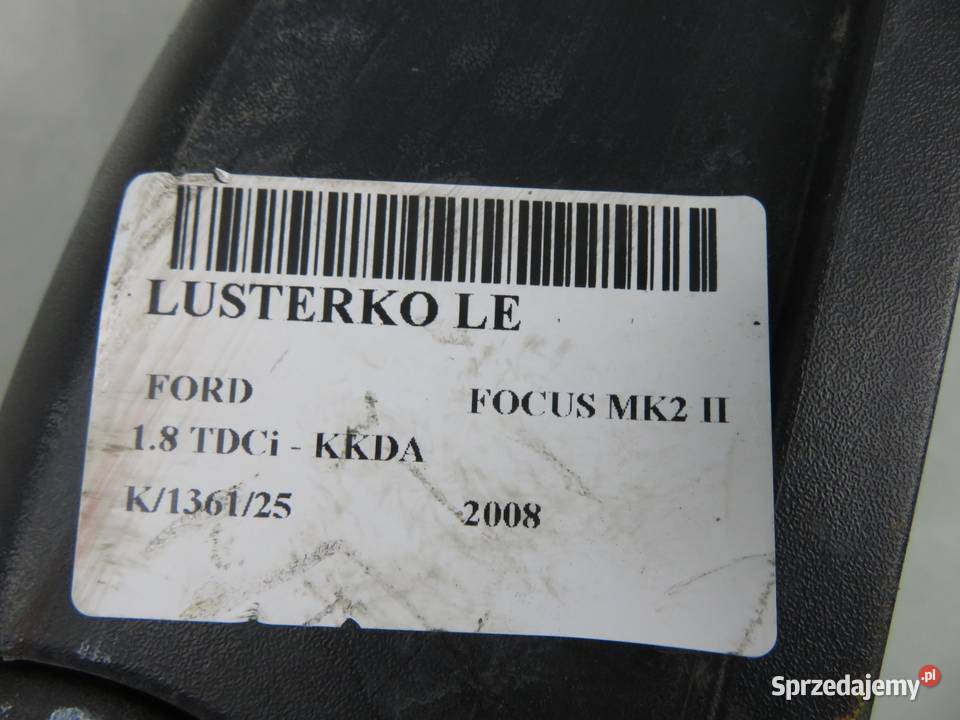 LUSTERKO LE
FORD FOCUS MK2 II
1.8 TDCi - KKDA
K/1361/25 2008
Sprzedajemy.pl